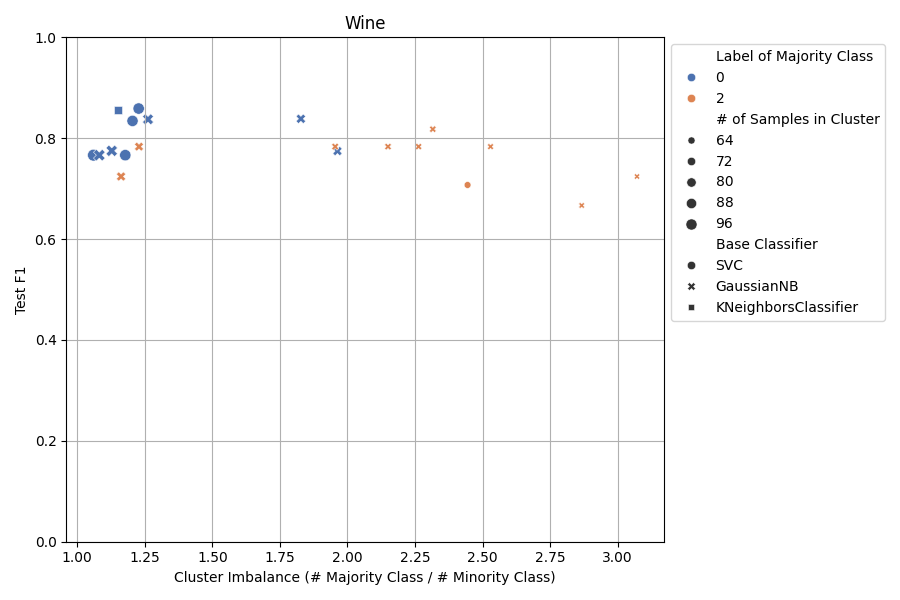 Wine
1.0
0.8
0.6
0.4
0.2
0.0
Test F1
1.00 1.25 1.50 1.75 2.00 2.25 2.50 2.75 3.00
Cluster Imbalance (# Majority Class / # Minority Class)
Label of Majority Class
0
2
# of Samples in Cluster
64
72
80
88
96
Base Classifier
SVC
GaussianNB
KNeighborsClassifier